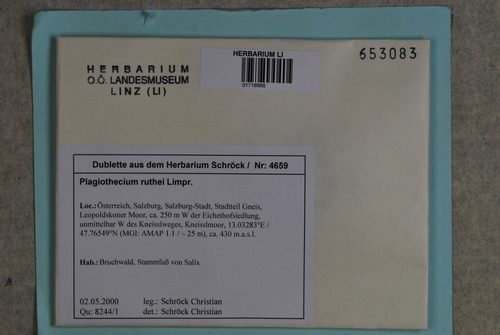 HERBARIUM
O.Ö. LANDESMUSEUM
LINZ (LI)
HERBARIUM LI
01718966
653083
Dublette aus dem Herbarium Schröck / Nr: 4659
Plagiothecium ruthei Limpr.
Loc.:Österreich, Salzburg, Salzburg-Stadt, Stadtteil Gneis,
Leopoldskoner Moor, ca. 250 m W der Eichethofsiedlung,
unmittelbar W des Kneisslweges, Kneisslmoor, 13.03283°E /
47.76549°N (MGI: AMAP 1.1 / ~ 25 m), ca. 430 m.a.s.l.
Hab.:Bruchwald, Stammfuß von Salix
02.05.2000 leg.: Schröck Christian
Qu: 8244/1 det.: Schröck Christian